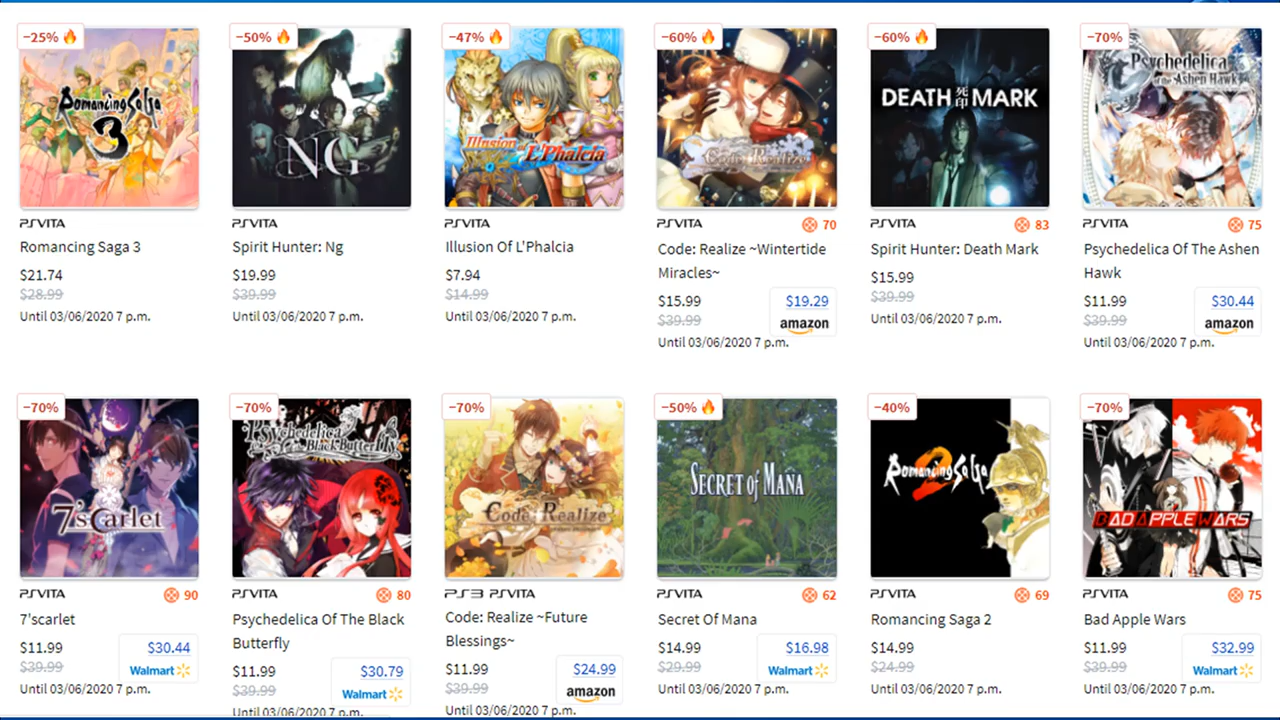 −25%
Romancing SaGa 3
PSVITA
Romancing Saga 3
$21.74
$28.99
Until 03/06/2020 7 p.m.
−50%
NG
PSVITA
Spirit Hunter: Ng
$19.99
$39.99
Until 03/06/2020 7 p.m.
−47%
Illusion of L'Phalcia
PSVITA
Illusion Of L'Phalcia
$7.94
$14.99
Until 03/06/2020 7 p.m.
−60%
Code: Realize
PSVITA
70
Code: Realize ~Wintertide
Miracles~
$15.99
$19.29
$39.99
amazon
Until 03/06/2020 7 p.m.
−60%
DEATH 死印 MARK
PSVITA
83
Spirit Hunter: Death Mark
$15.99
$39.99
Until 03/06/2020 7 p.m.
−70%
Psychedelica
of the Ashen Hawk
PSVITA
75
Psychedelica Of The Ashen
Hawk
$11.99
$30.44
$39.99
amazon
Until 03/06/2020 7 p.m.
−70%
7'scarlet
PSVITA
90
7'scarlet
$11.99
$30.44
$39.99
Walmart
Until 03/06/2020 7 p.m.
−70%
Psychedelica
of the Black Butterfly
PSVITA
80
Psychedelica Of The Black
Butterfly
$11.99
$30.79
$39.99
Walmart
Until 03/06/2020 7 p.m.
−70%
Code: Realize
PS3 PSVITA
Code: Realize ~Future
Blessings~
$11.99
$24.99
$39.99
amazon
Until 03/06/2020 7 p.m.
−50%
SECRET of MANA
PSVITA
62
Secret Of Mana
$14.99
$16.98
$29.99
Walmart
Until 03/06/2020 7 p.m.
−40%
Romancing SaGa 2
PSVITA
69
Romancing Saga 2
$14.99
$24.99
Until 03/06/2020 7 p.m.
−70%
BAD APPLE WARS
PSVITA
75
Bad Apple Wars
$11.99
$32.99
$39.99
Walmart
Until 03/06/2020 7 p.m.